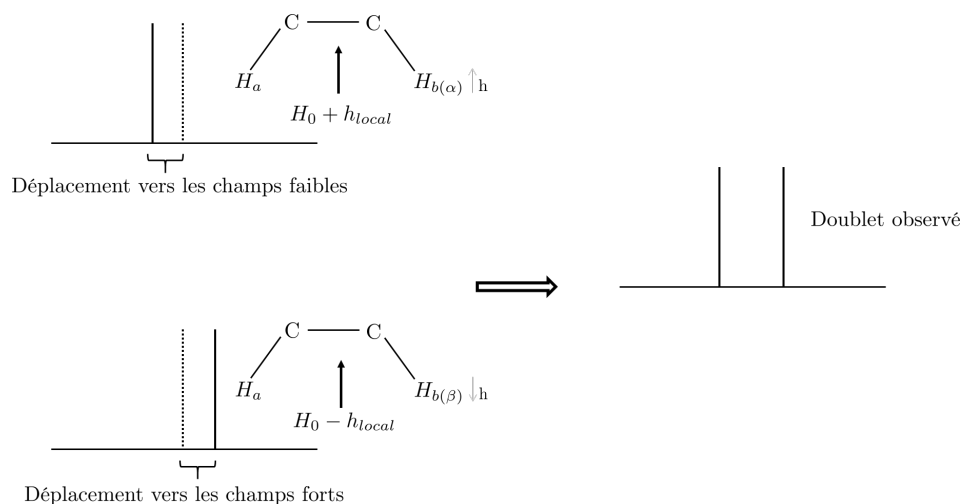 C C
H_a H_{b(α)} ↑h
H_0 + h_{local}
Déplacement vers les champs faibles
Doublet observé
C C
H_a H_{b(β)} ↓h
H_0 − h_{local}
Déplacement vers les champs forts